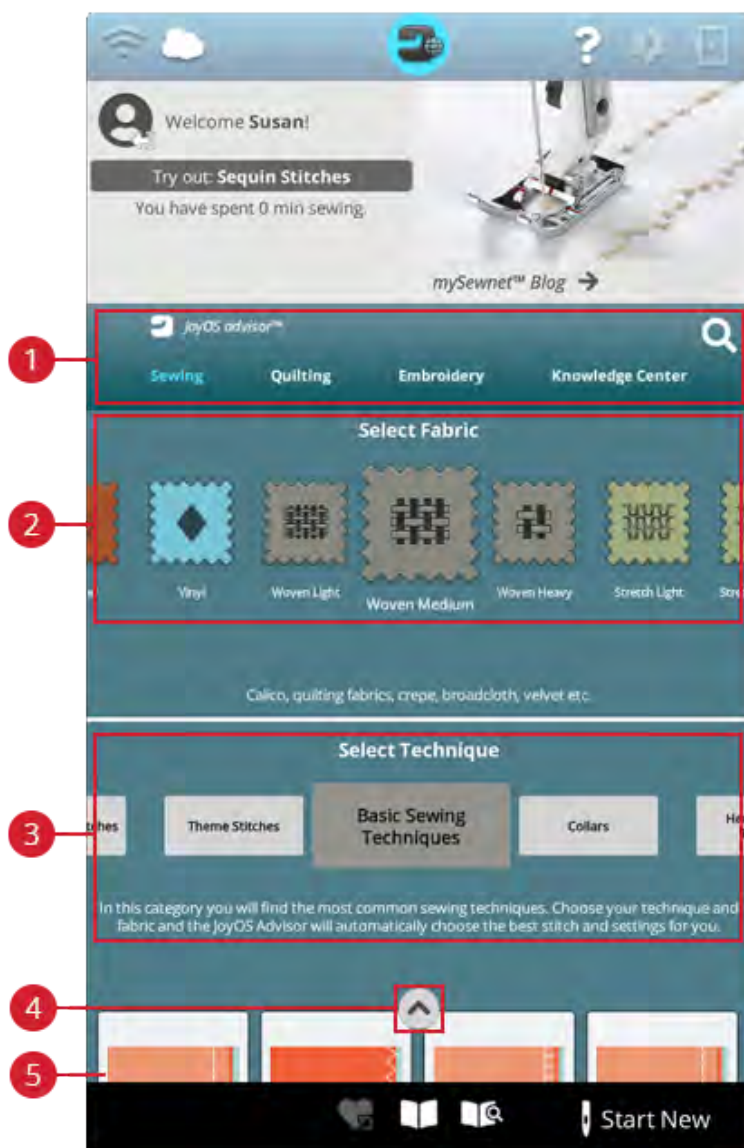 ?
Welcome Susan!
Try out: Sequin Stitches
You have spent 0 min sewing.
mySewnet™ Blog →
1
JoyOS advisor™
Sewing Quilting Embroidery Knowledge Center
Select Fabric
2
Vinyl Woven Light Woven Medium Woven Heavy Stretch Light
Calico, quilting fabrics, crepe, broadcloth, velvet etc.
Select Technique
3
Theme Stitches
Basic Sewing
Techniques
Collars
In this category you will find the most common sewing techniques. Choose your technique and
fabric and the JoyOS Advisor will automatically choose the best stitch and settings for you.
4
5
Start New